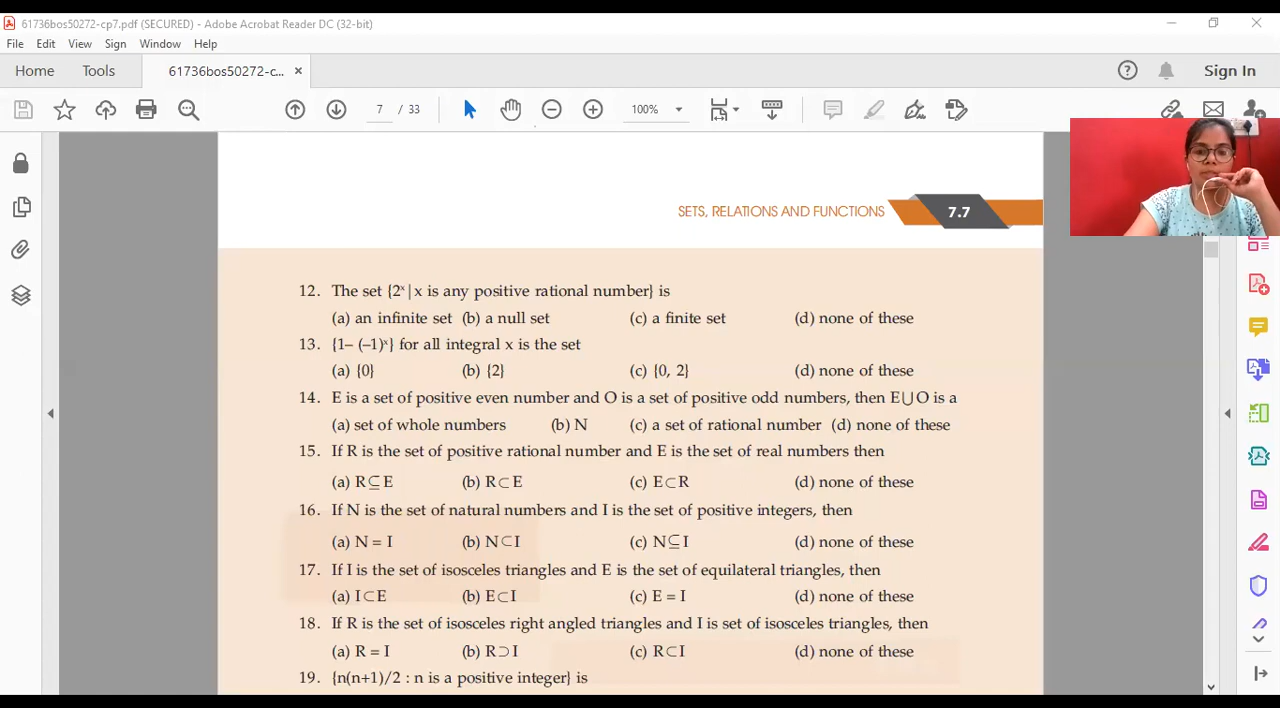 61736bos50272-cp7.pdf (SECURED) - Adobe Acrobat Reader DC (32-bit)
File Edit View Sign Window Help
Home Tools 61736bos50272-c... × Sign In
7 / 33 100%
SETS, RELATIONS AND FUNCTIONS 7.7
12. The set {2ˣ|x is any positive rational number} is
(a) an infinite set (b) a null set (c) a finite set (d) none of these
13. {1– (–1)ˣ} for all integral x is the set
(a) {0} (b) {2} (c) {0, 2} (d) none of these
14. E is a set of positive even number and O is a set of positive odd numbers, then E⋃O is a
(a) set of whole numbers (b) N (c) a set of rational number (d) none of these
15. If R is the set of positive rational number and E is the set of real numbers then
(a) R⊆E (b) R⊂E (c) E⊂R (d) none of these
16. If N is the set of natural numbers and I is the set of positive integers, then
(a) N = I (b) N⊂I (c) N⊆I (d) none of these
17. If I is the set of isosceles triangles and E is the set of equilateral triangles, then
(a) I⊂E (b) E⊂I (c) E = I (d) none of these
18. If R is the set of isosceles right angled triangles and I is set of isosceles triangles, then
(a) R = I (b) R⊃I (c) R⊂I (d) none of these
19. {n(n+1)/2 : n is a positive integer} is